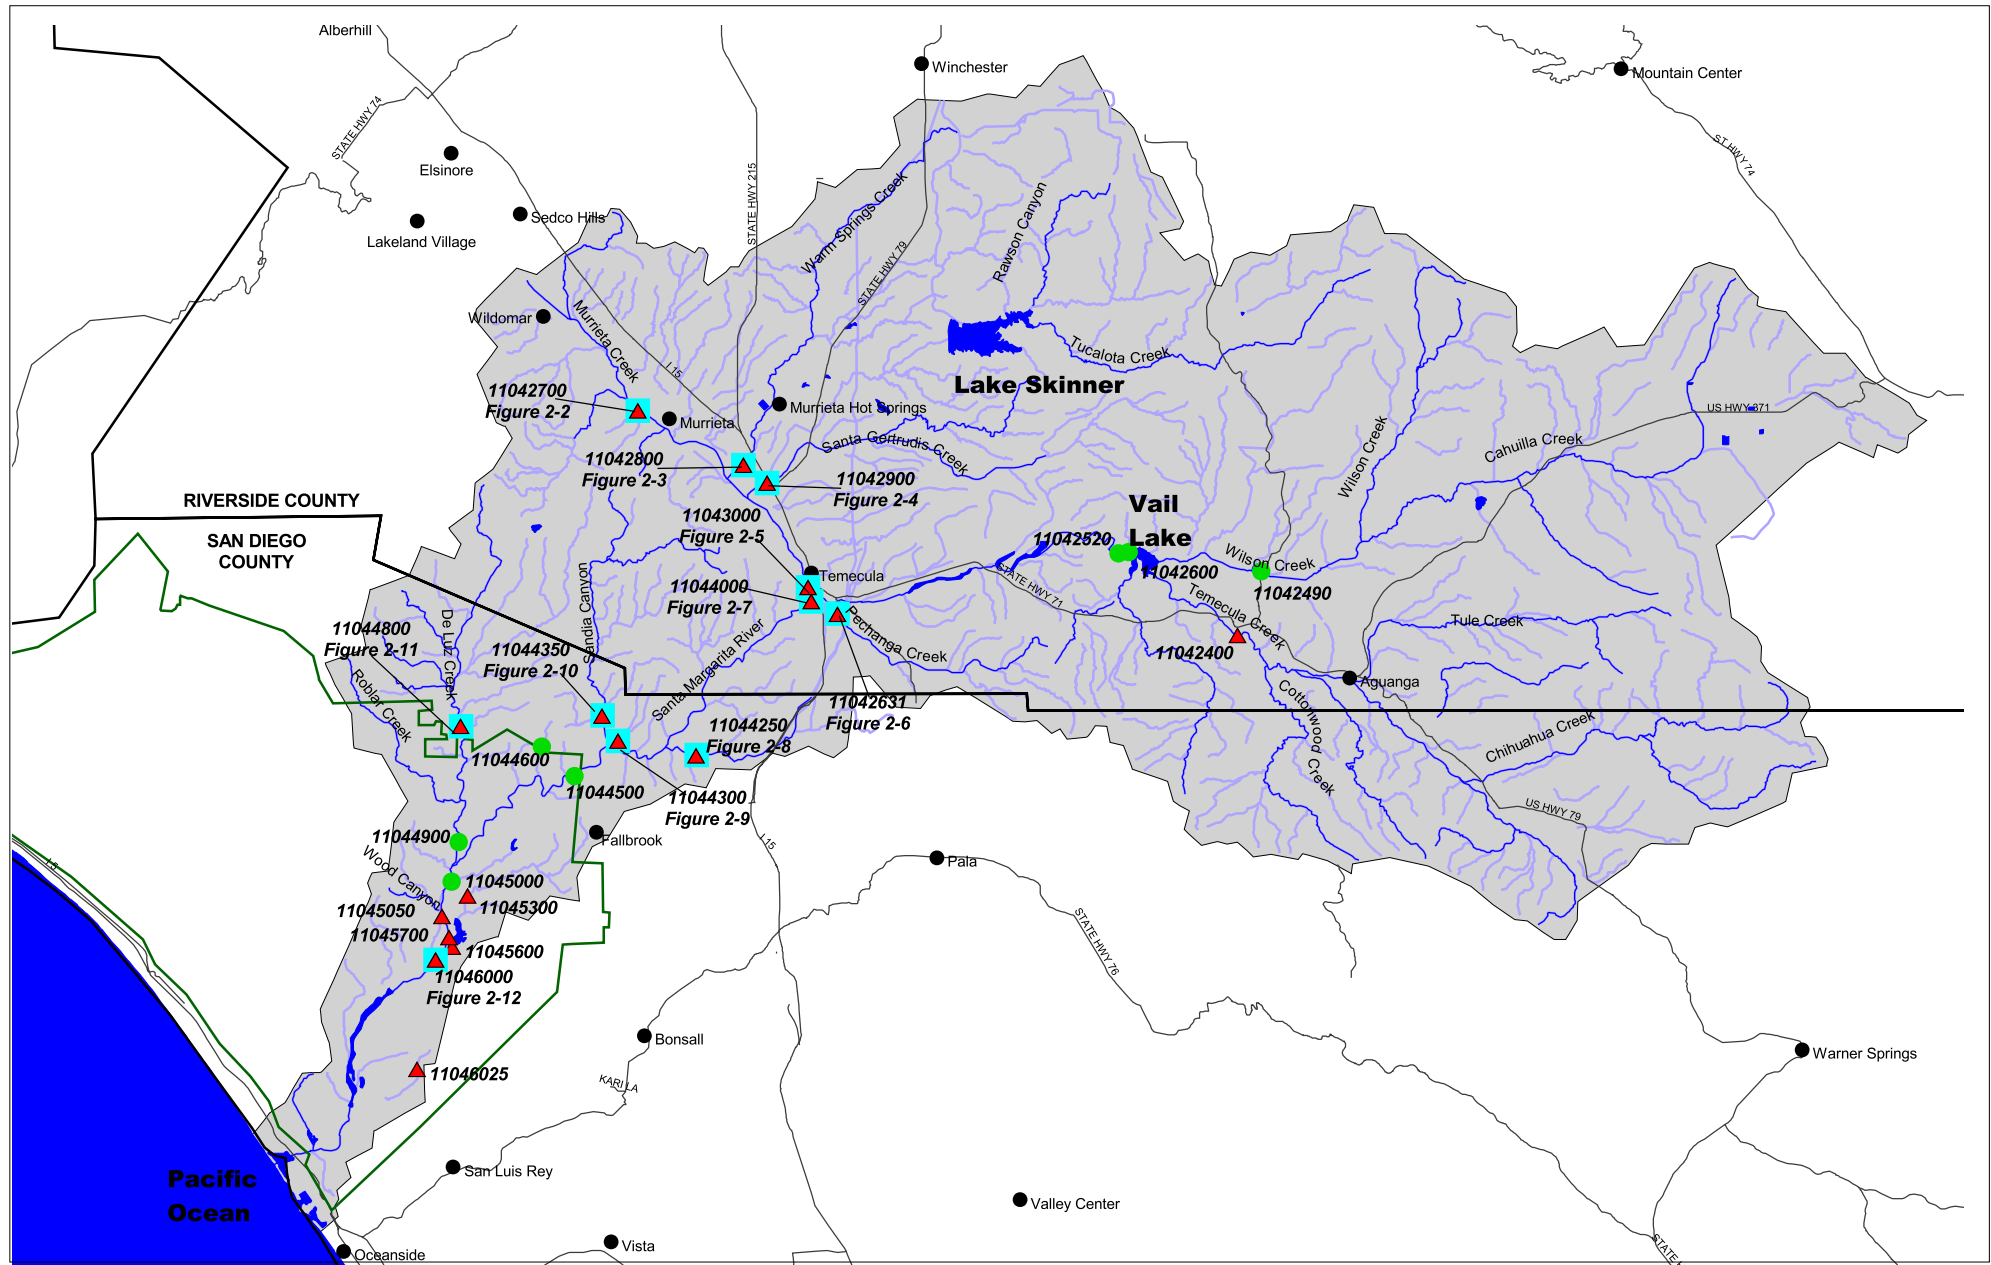 Alberhill
Winchester
Mountain Center
STATE HWY 74
ST HWY 74
Elsinore
STATE HWY 215
Warm Springs Creek
Rawson Canyon
Sedco Hills
Lakeland Village
STATE HWY 79
Wildomar
Murrieta Creek
I 15
Tucalota Creek
Lake Skinner
11042700
Figure 2-2
Murrieta
Murrieta Hot Springs
US HWY 371
Santa Gertrudis Creek
Wilson Creek
Cahuilla Creek
11042800
Figure 2-3
11042900
Figure 2-4
RIVERSIDE COUNTY
SAN DIEGO
COUNTY
11043000
Figure 2-5
Vail
Lake
11042520
11042600
Wilson Creek
11042490
Temecula
11044000
Figure 2-7
STATE HWY 71
Temecula Creek
Tule Creek
Sandia Canyon
De Luz Creek
11044800
Figure 2-11
11044350
Figure 2-10
Santa Margarita River
Pechanga Creek
11042400
Aguanga
Roblar Creek
11042631
Figure 2-6
Cottonwood Creek
Chihuahua Creek
11044250
Figure 2-8
11044600
11044500
11044300
Figure 2-9
US HWY 79
11044900
Fallbrook
I 15
Pala
I 5
Wood Canyon
11045000
11045300
11045050
11045700
11045600
11046000
Figure 2-12
STATE HWY 76
Bonsall
Warner Springs
11046025
KARI LA
Pacific
Ocean
San Luis Rey
Valley Center
Vista
Oceanside
STATE